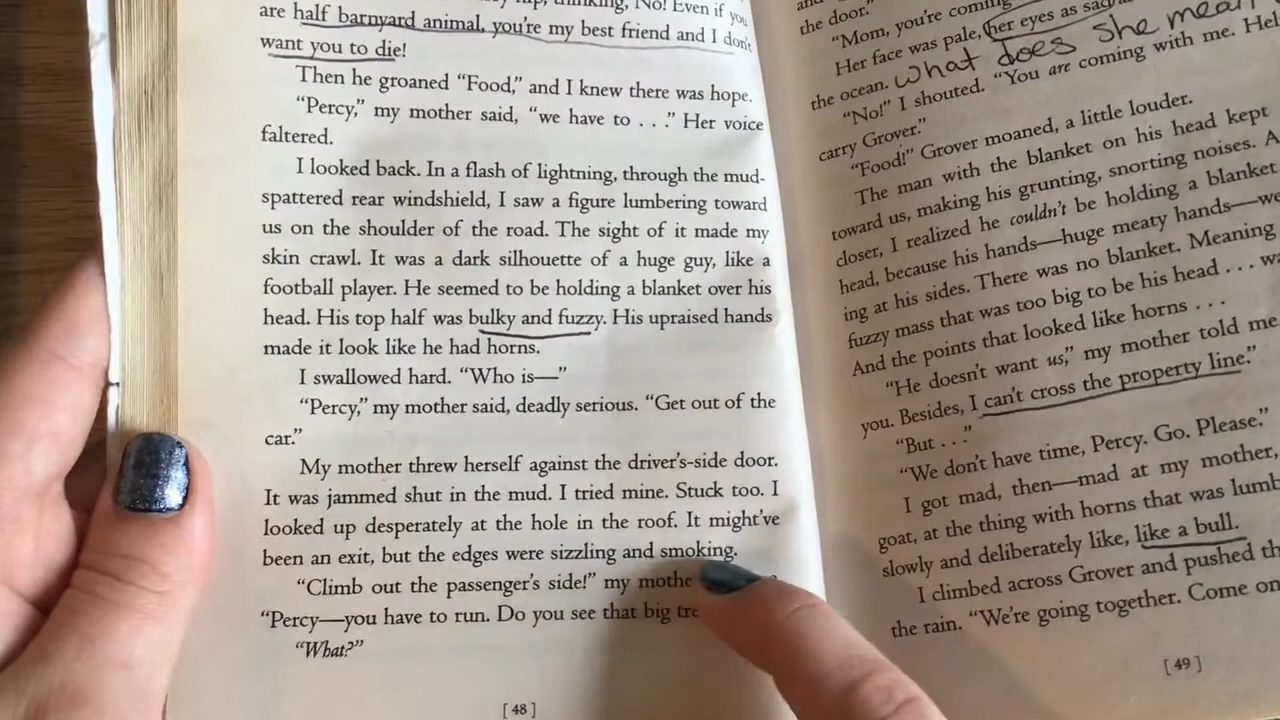 No! Even if you
are half barnyard animal, you're my best friend and I don't
want you to die!
Then he groaned “Food,” and I knew there was hope.
“Percy,” my mother said, “we have to . . .” Her voice
faltered.
I looked back. In a flash of lightning, through the mud-
spattered rear windshield, I saw a figure lumbering toward
us on the shoulder of the road. The sight of it made my
skin crawl. It was a dark silhouette of a huge guy, like a
football player. He seemed to be holding a blanket over his
head. His top half was bulky and fuzzy. His upraised hands
made it look like he had horns.
I swallowed hard. “Who is—”
“Percy,” my mother said, deadly serious. “Get out of the
car.”
My mother threw herself against the driver's-side door.
It was jammed shut in the mud. I tried mine. Stuck too. I
looked up desperately at the hole in the roof. It might've
been an exit, but the edges were sizzling and smoking.
“Climb out the passenger's side!” my
“Percy—you have to run. Do you see that big
“What?”
[ 48 ]
the door.”
“Mom, you're
Her face was pale, her eyes as
the ocean. What does she
“No!” I shouted. “You are coming with me.
carry Grover.”
“Food!” Grover moaned, a little louder.
The man with the blanket on his head kept
toward us, making his grunting, snorting noises.
closer, I realized he couldn't be holding a blanket
head, because his hands—huge meaty hands—
ing at his sides. There was no blanket. Meaning
fuzzy mass that was too big to be his head . . .
And the points that looked like horns . . .
“He doesn't want us,” my mother told me
you. Besides, I can't cross the property line.”
“But . . .”
“We don't have time, Percy. Go. Please.”
I got mad, then—mad at my mother,
goat, at the thing with horns that was
slowly and deliberately like, like a bull.
I climbed across Grover and pushed
the rain. “We're going together. Come
[ 49 ]